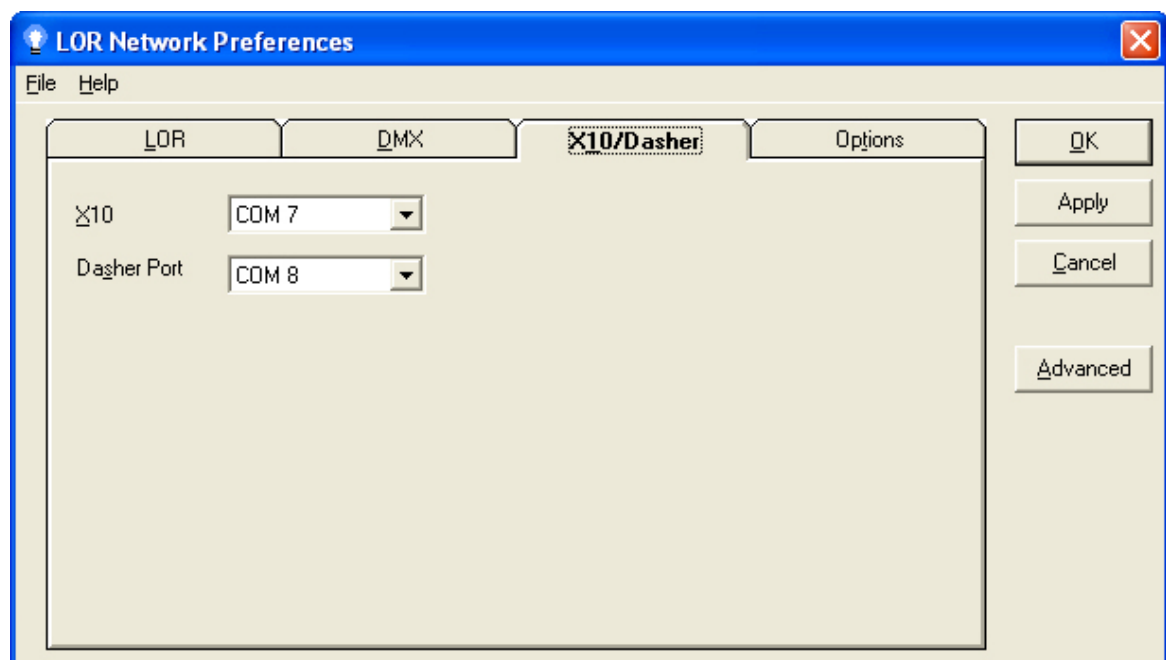 LOR Network Preferences
File Help
LOR DMX X10/Dasher Options
OK
X10 COM 7
Apply
Dasher Port COM 8
Cancel
Advanced